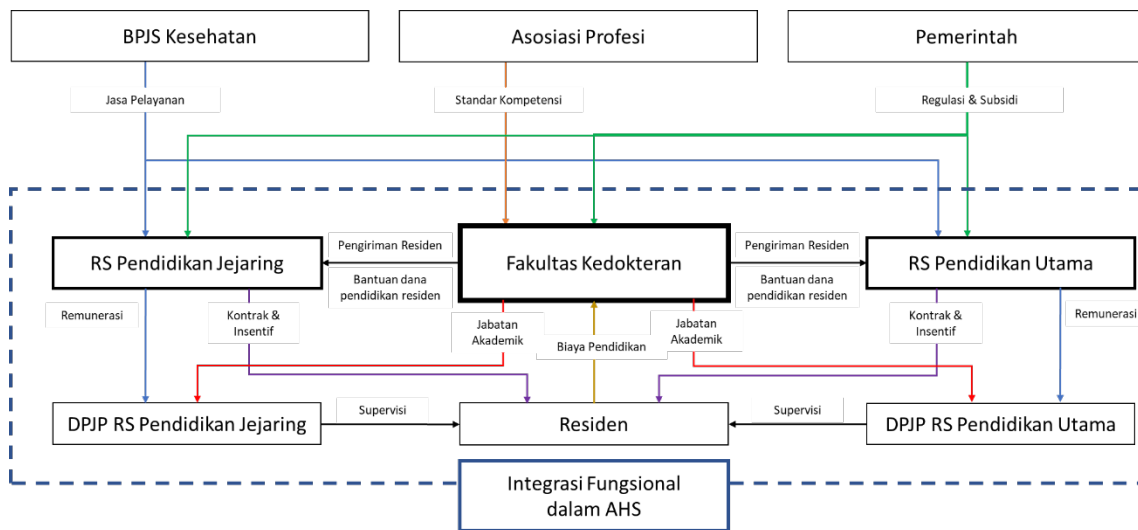 BPJS Kesehatan
Asosiasi Profesi
Pemerintah
Jasa Pelayanan
Standar Kompetensi
Regulasi & Subsidi
RS Pendidikan Jejaring
Pengiriman Residen
Bantuan dana
pendidikan residen
Fakultas Kedokteran
Pengiriman Residen
Bantuan dana
pendidikan residen
RS Pendidikan Utama
Remunerasi
Kontrak &
Insentif
Jabatan
Akademik
Biaya Pendidikan
Jabatan
Akademik
Kontrak &
Insentif
Remunerasi
DPJP RS Pendidikan Jejaring
Supervisi
Residen
Supervisi
DPJP RS Pendidikan Utama
Integrasi Fungsional
dalam AHS